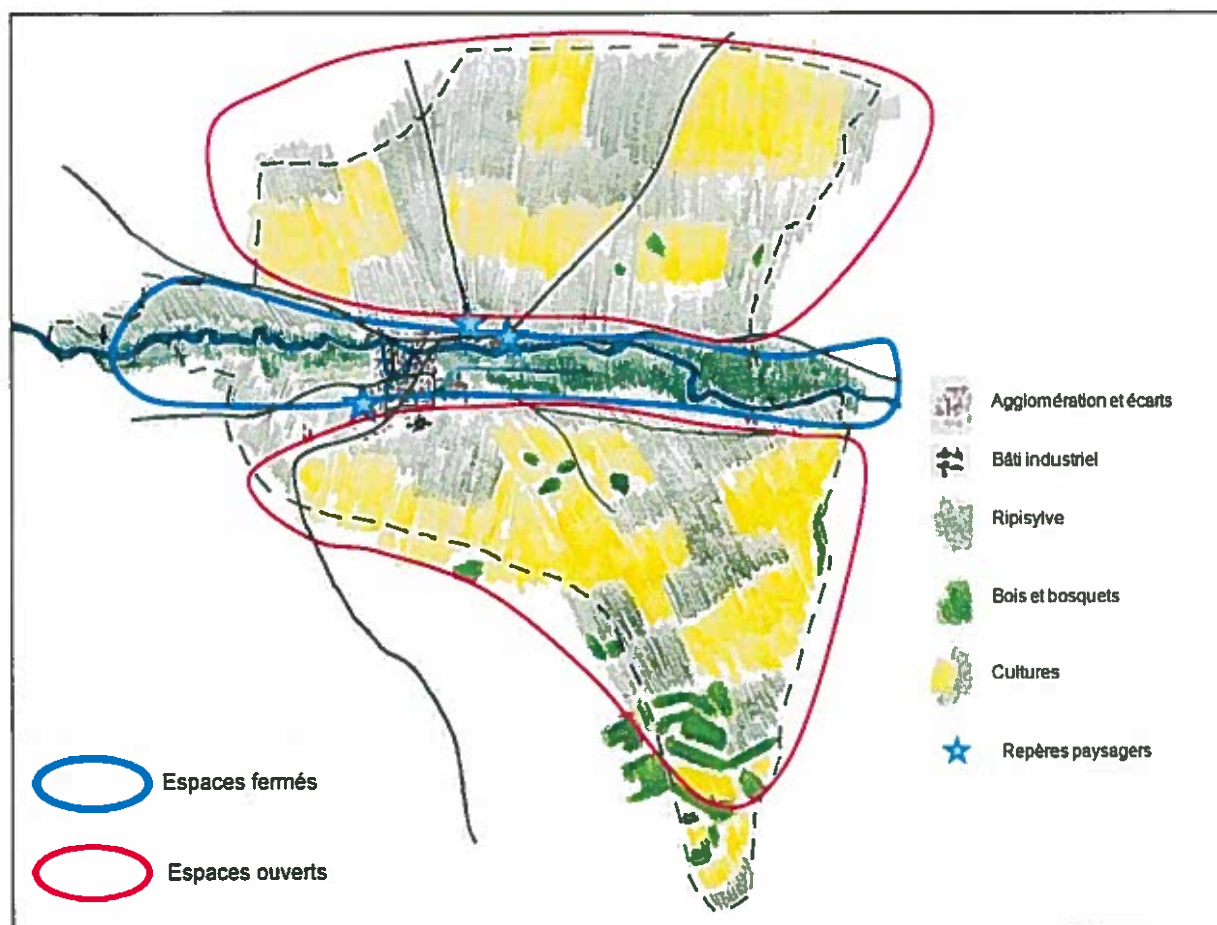 Agglomération et écarts
Bâti industriel
Ripisylve
Bois et bosquets
Cultures
Repères paysagers
Espaces fermés
Espaces ouverts